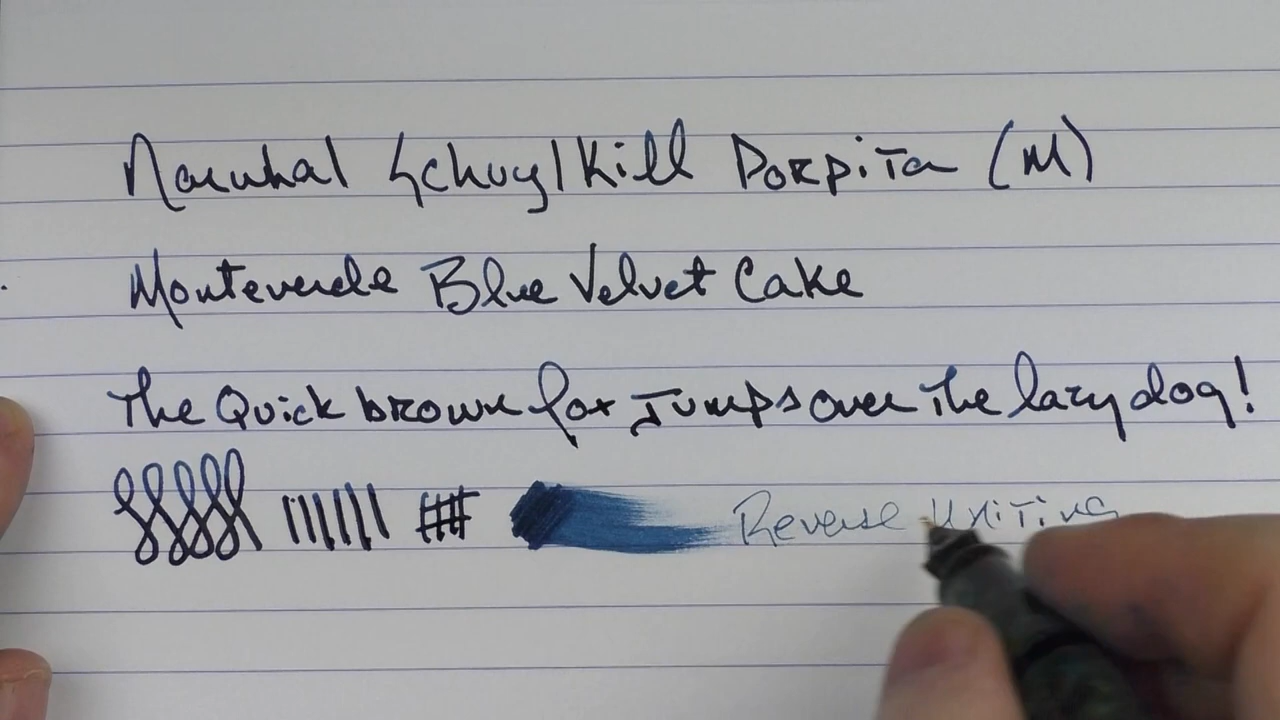 Narwhal Schuylkill Porpita (M)
Monteverde Blue Velvet Cake
The Quick brown fox Jumps over The lazy dog!
Reverse Writing